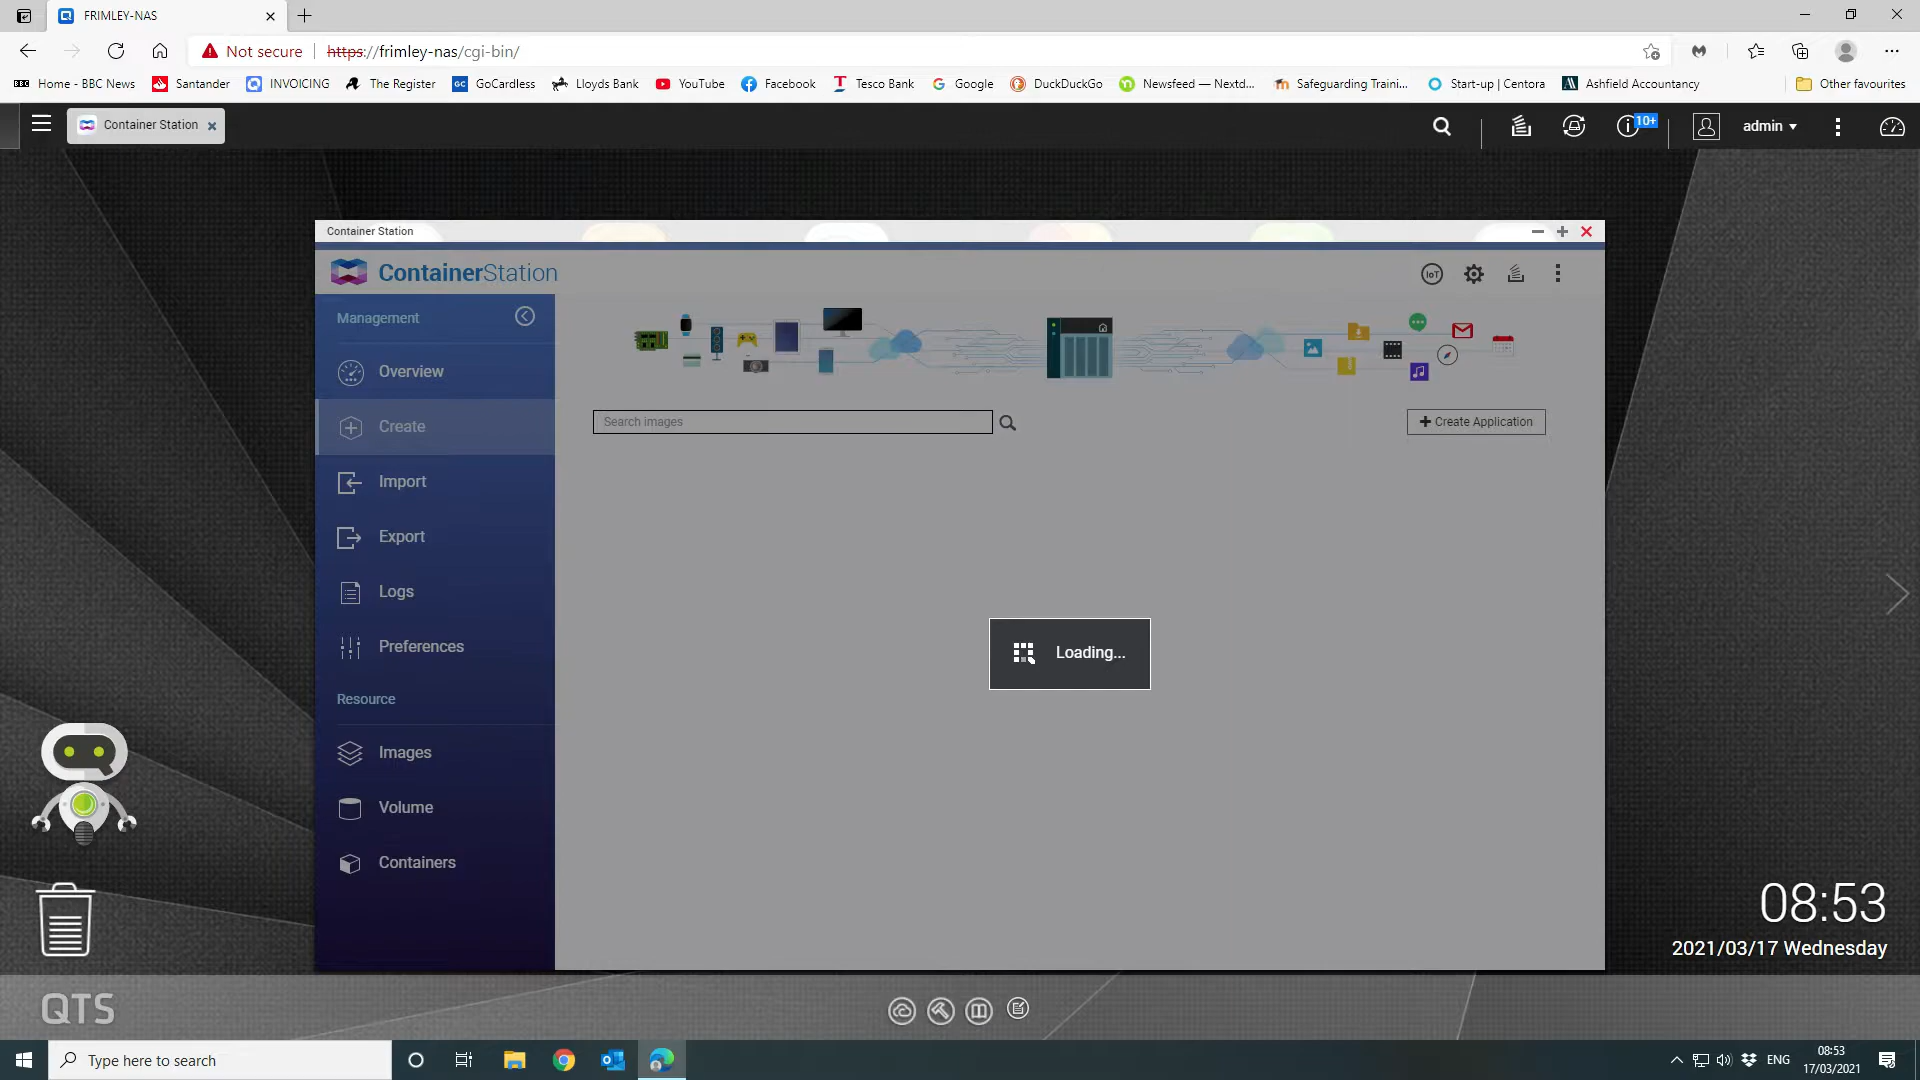 FRIMLEY-NAS
Not secure https://frimley-nas/cgi-bin/
BBC Home - BBC News Santander INVOICING The Register GC GoCardless Lloyds Bank YouTube Facebook Tesco Bank Google DuckDuckGo Newsfeed — Nextd... Safeguarding Traini... Start-up | Centora Ashfield Accountancy Other favourites
Container Station 10+ admin
Container Station
ContainerStation IoT
Management
Overview
Create
Search images
Create Application
Import
Export
Logs
Preferences
Loading...
Resource
Images
Volume
Containers
08:53
2021/03/17 Wednesday
QTS
Type here to search ENG 08:53
17/03/2021